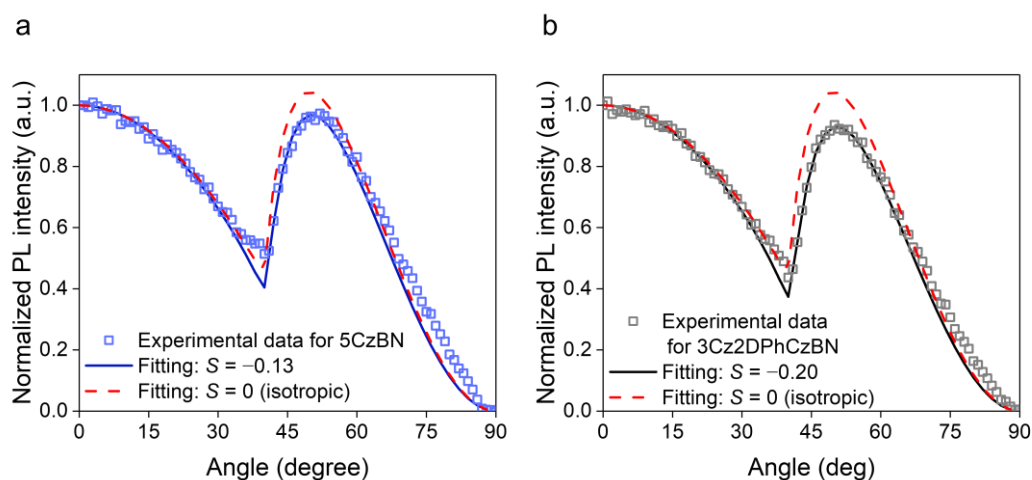 a
Normalized PL intensity (a.u.)
1.0
0.8
0.6
0.4
0.2
0.0
Experimental data for 5CzBN
Fitting: S = −0.13
Fitting: S = 0 (isotropic)
0 15 30 45 60 75 90
Angle (degree)
b
Normalized PL intensity (a.u.)
1.0
0.8
0.6
0.4
0.2
0.0
Experimental data
for 3Cz2DPhCzBN
Fitting: S = −0.20
Fitting: S = 0 (isotropic)
0 15 30 45 60 75 90
Angle (deg)